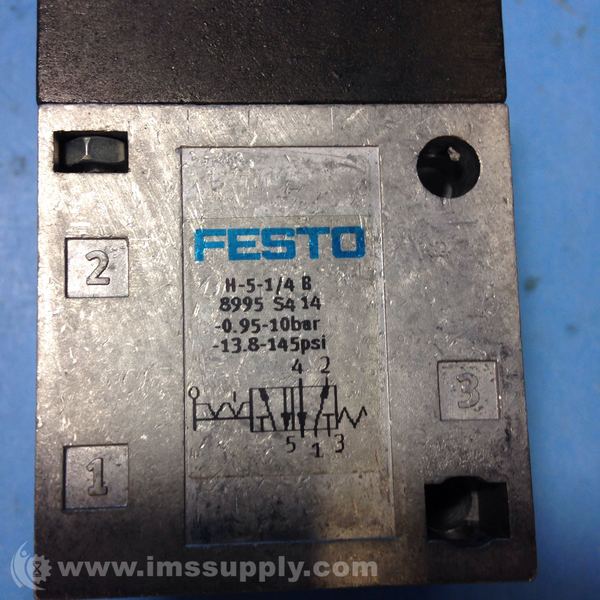 FESTO
H-5-1/4 B
8995 S4 14
-0.95-10bar
-13.8-145psi
4 2
5 1 3
2
3
1
www.imssupply.com